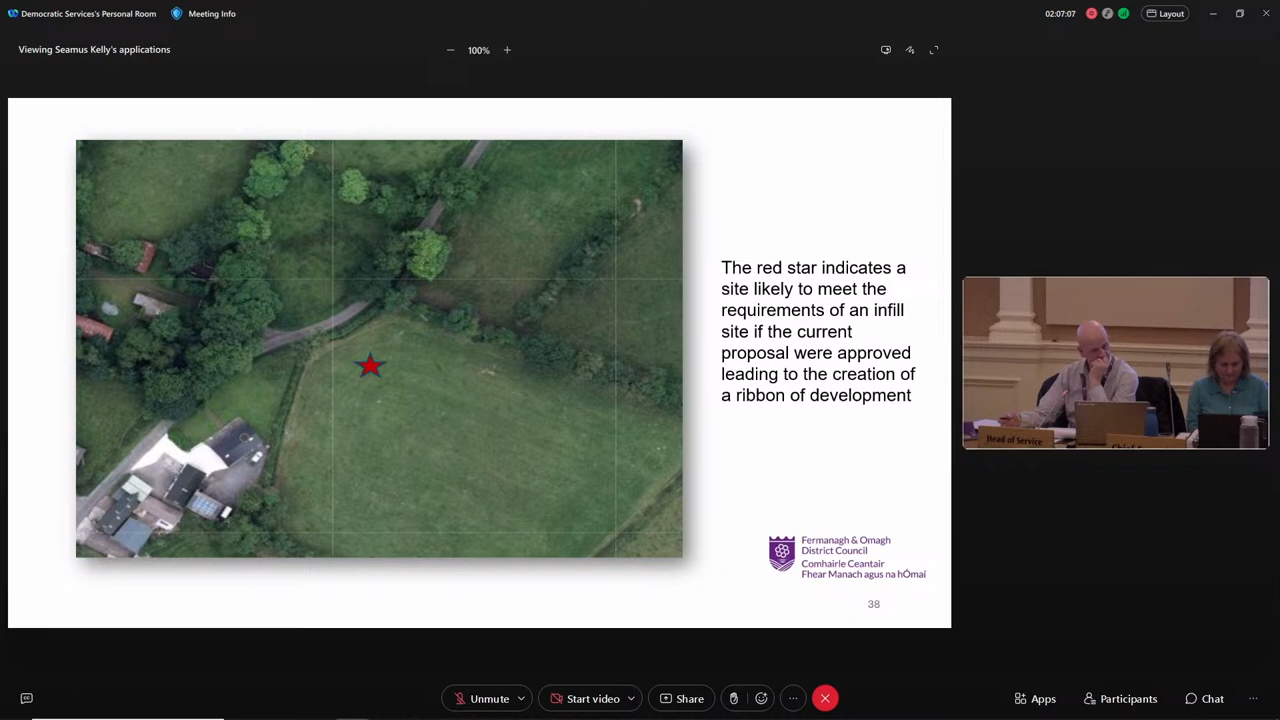 Democratic Services's Personal Room
Meeting Info
02:07:07
Layout
Viewing Seamus Kelly's applications
100%
The red star indicates a
site likely to meet the
requirements of an infill
site if the current
proposal were approved
leading to the creation of
a ribbon of development
Head of Service
Fermanagh & Omagh
District Council
Comhairle Ceantair
Fhear Manach agus na hÓmaí
38
Unmute
Start video
Share
Apps
Participants
Chat